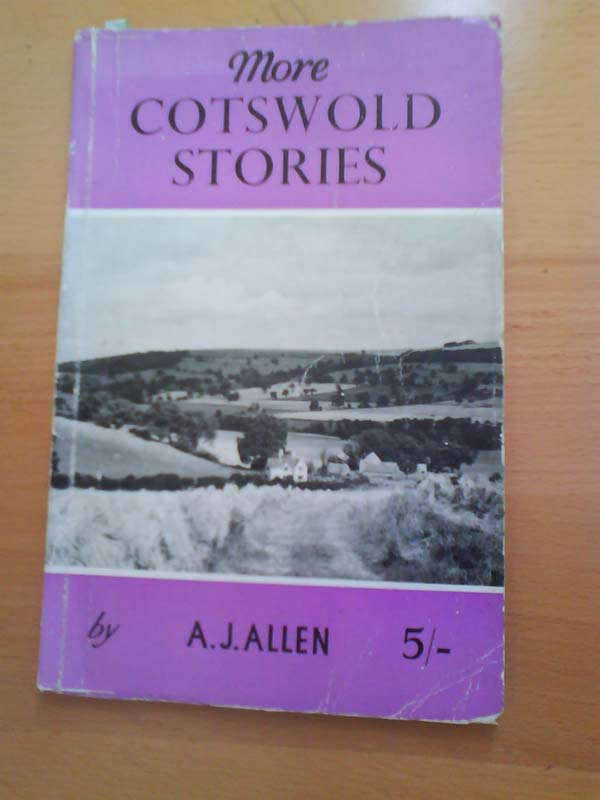 More
COTSWOLD
STORIES
by A.J. ALLEN 5/-